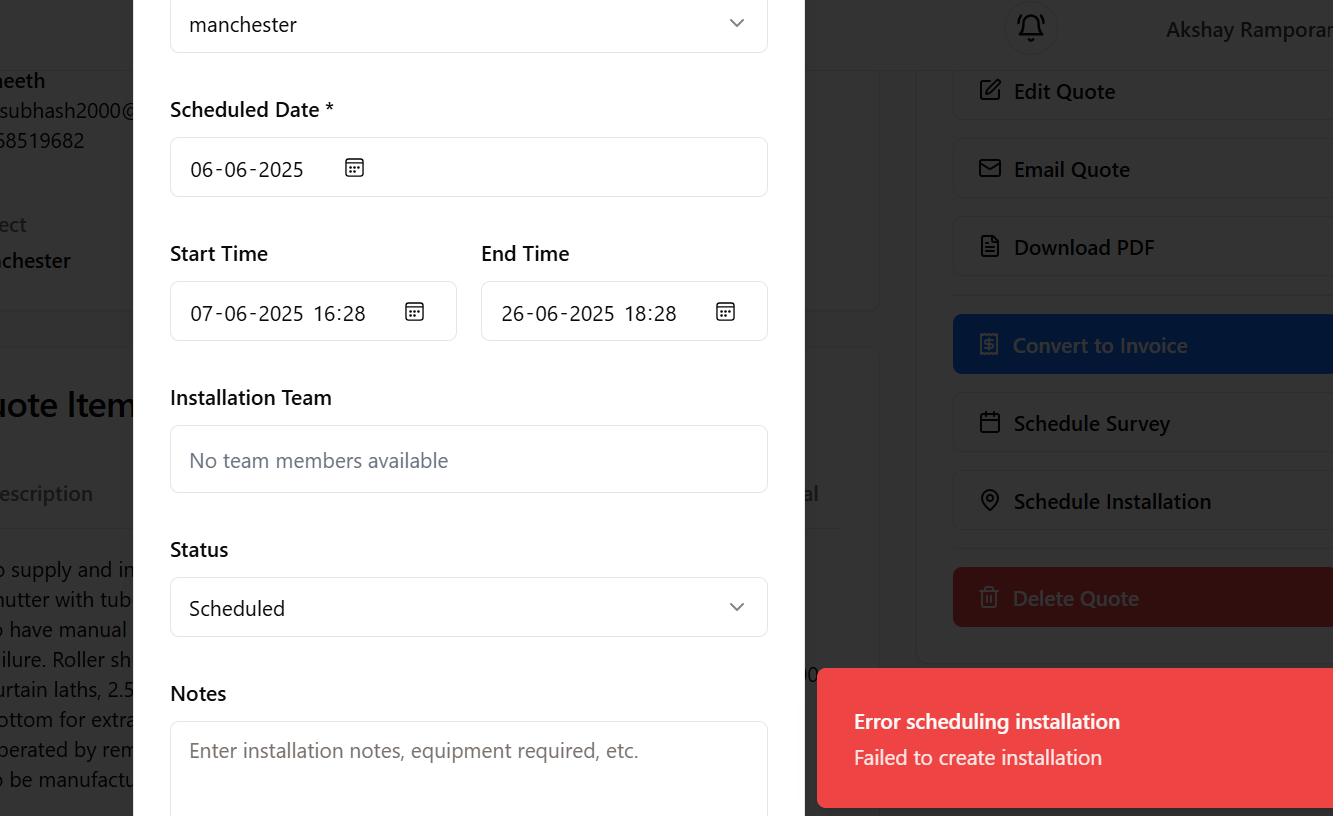 manchester
Akshay Rampora
subhash2000@
58519682
Scheduled Date *
06-06-2025
Edit Quote
Email Quote
Download PDF
Start Time
End Time
07-06-2025 16:28
26-06-2025 18:28
Convert to Invoice
Installation Team
No team members available
Schedule Survey
Schedule Installation
Status
Scheduled
Delete Quote
Notes
Enter installation notes, equipment required, etc.
Error scheduling installation
Failed to create installation
neeth
ect
chester
uote Item
escription
al
o supply and in
hutter with tub
o have manual
ilure. Roller sh
urtain laths, 2.5
ottom for extra
perated by rem
o be manufactu